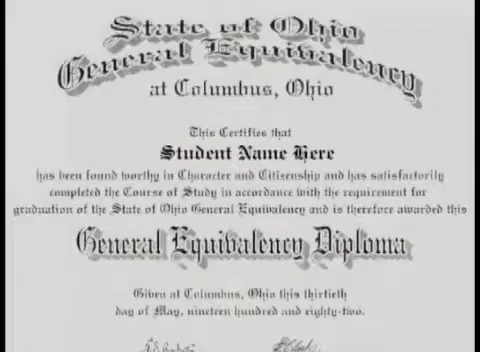 State of Ohio
General Equivalency
at Columbus, Ohio
This Certifies that
Student Name Here
has been found worthy in Character and Citizenship and has satisfactorily
completed the Course of Study in accordance with the requirement for
graduation of the State of Ohio General Equivalency and is therefore awarded this
General Equivalency Diploma
Given at Columbus, Ohio this thirtieth
day of May, nineteen hundred and eighty-two.